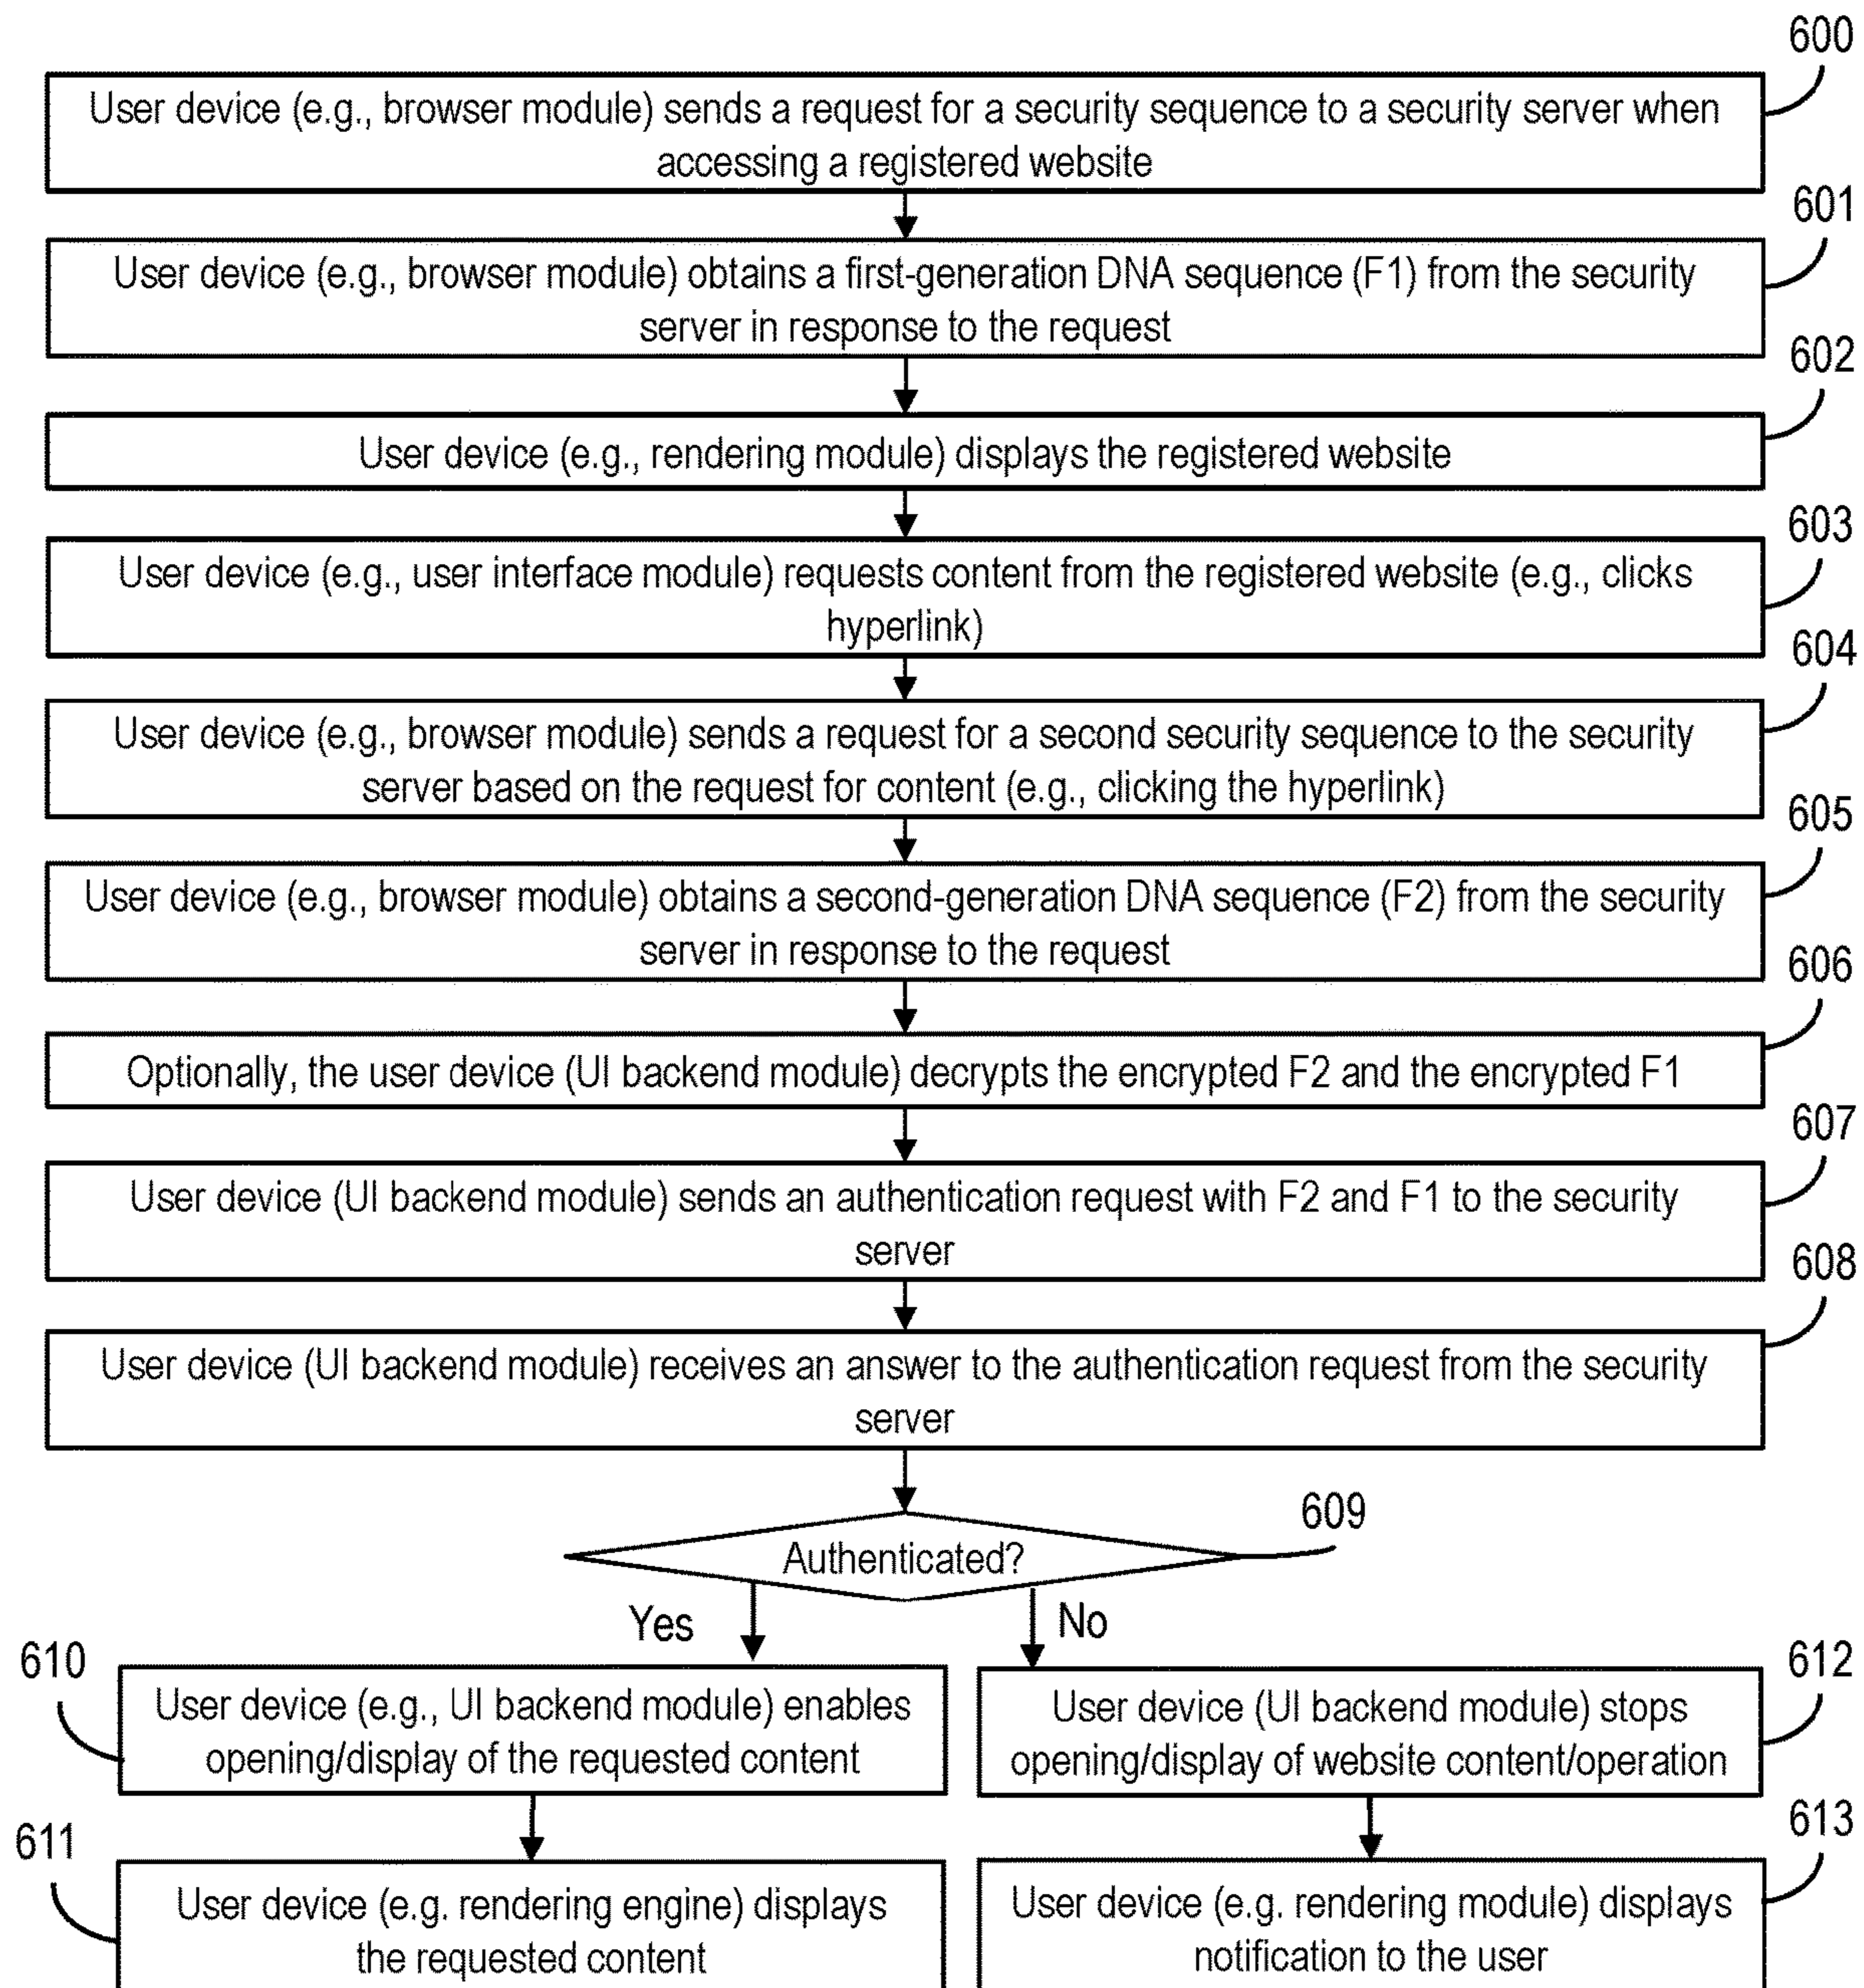 600
User device (e.g., browser module) sends a request for a security sequence to a security server when
accessing a registered website
601
User device (e.g., browser module) obtains a first-generation DNA sequence (F1) from the security
server in response to the request
602
User device (e.g., rendering module) displays the registered website
603
User device (e.g., user interface module) requests content from the registered website (e.g., clicks
hyperlink)
604
User device (e.g., browser module) sends a request for a second security sequence to the security
server based on the request for content (e.g., clicking the hyperlink)
605
User device (e.g., browser module) obtains a second-generation DNA sequence (F2) from the security
server in response to the request
606
Optionally, the user device (UI backend module) decrypts the encrypted F2 and the encrypted F1
607
User device (UI backend module) sends an authentication request with F2 and F1 to the security
server
608
User device (UI backend module) receives an answer to the authentication request from the security
server
609
Authenticated?
Yes
No
610
User device (e.g., UI backend module) enables
opening/display of the requested content
612
User device (UI backend module) stops
opening/display of website content/operation
611
User device (e.g. rendering engine) displays
the requested content
613
User device (e.g. rendering module) displays
notification to the user